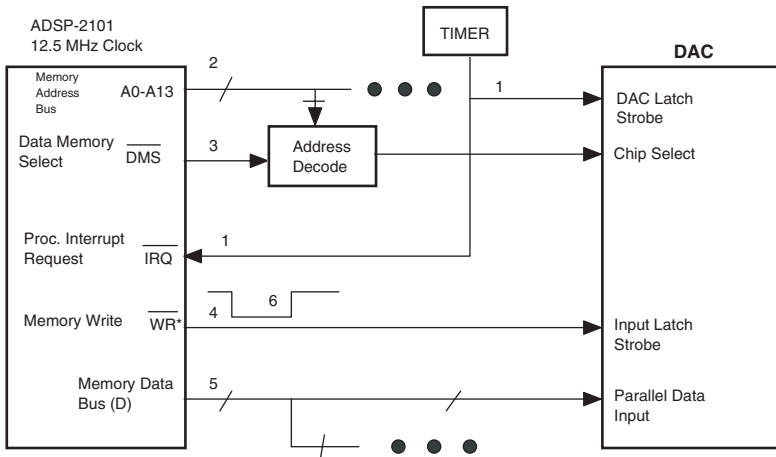 ADSP-2101
12.5 MHz Clock
TIMER
DAC
Memory
Address
Bus
A0-A13
2
1
DAC Latch
Strobe
Data Memory
Select
DMS
3
Address
Decode
Chip Select
Proc. Interrupt
Request
IRQ
1
Memory Write
WR*
4
6
Input Latch
Strobe
Memory Data
Bus (D)
5
Parallel Data
Input